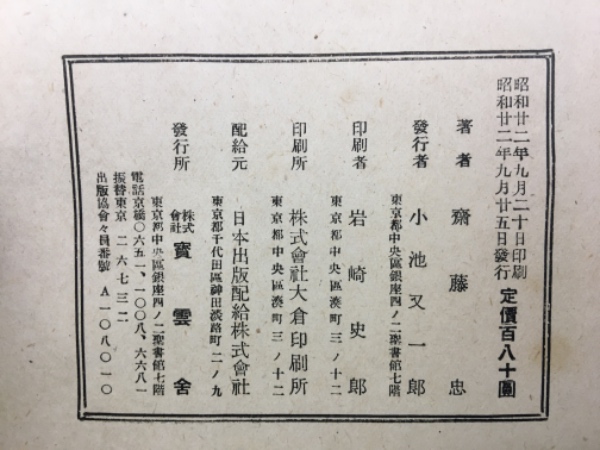 昭和廿二年九月二十日印刷
昭和廿二年九月廿五日發行
定價百八十圓
著者 齋藤忠
發行者 小池又一郎
東京都中央區銀座四ノ二聖書館七階
印刷者 岩崎史郎
東京都中央區湊町三ノ十二
印刷所 株式會社大倉印刷所
東京都中央區湊町三ノ十二
配給元 日本出版配給株式會社
東京都千代田區神田淡路町二ノ九
發行所 株式會社 寳雲舍
東京都中央區銀座四ノ二聖書館七階
電話京橋〇六五一、一〇〇八、六六八一
振替東京二六七三二
出版協會々員番號 A一〇八〇一〇